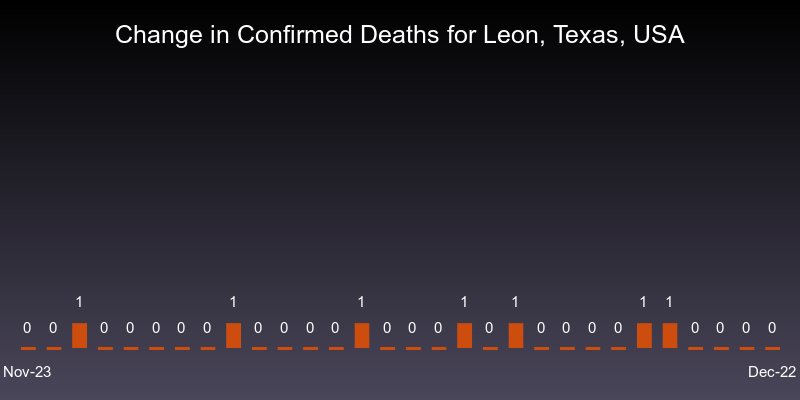 Change in Confirmed Deaths for Leon, Texas, USA
1 1 1 1 1 1 1
0 0 0 0 0 0 0 0 0 0 0 0 0 0 0 0 0 0 0 0 0 0 0
Nov-23 Dec-22